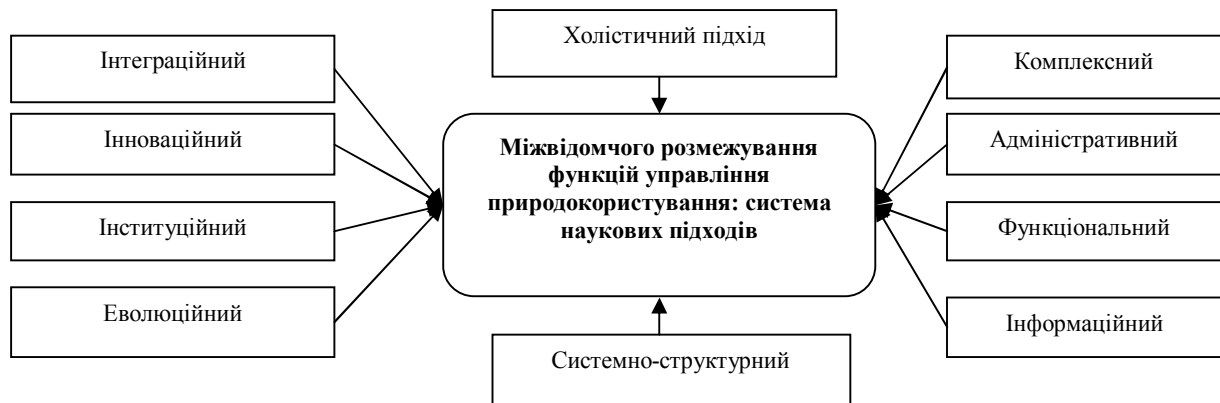 Холістичний підхід
Інтеграційний
Інноваційний
Інституційний
Еволюційний
Міжвідомчого розмежування
функцій управління
природокористування: система
наукових підходів
Комплексний
Адміністративний
Функціональний
Інформаційний
Системно-структурний